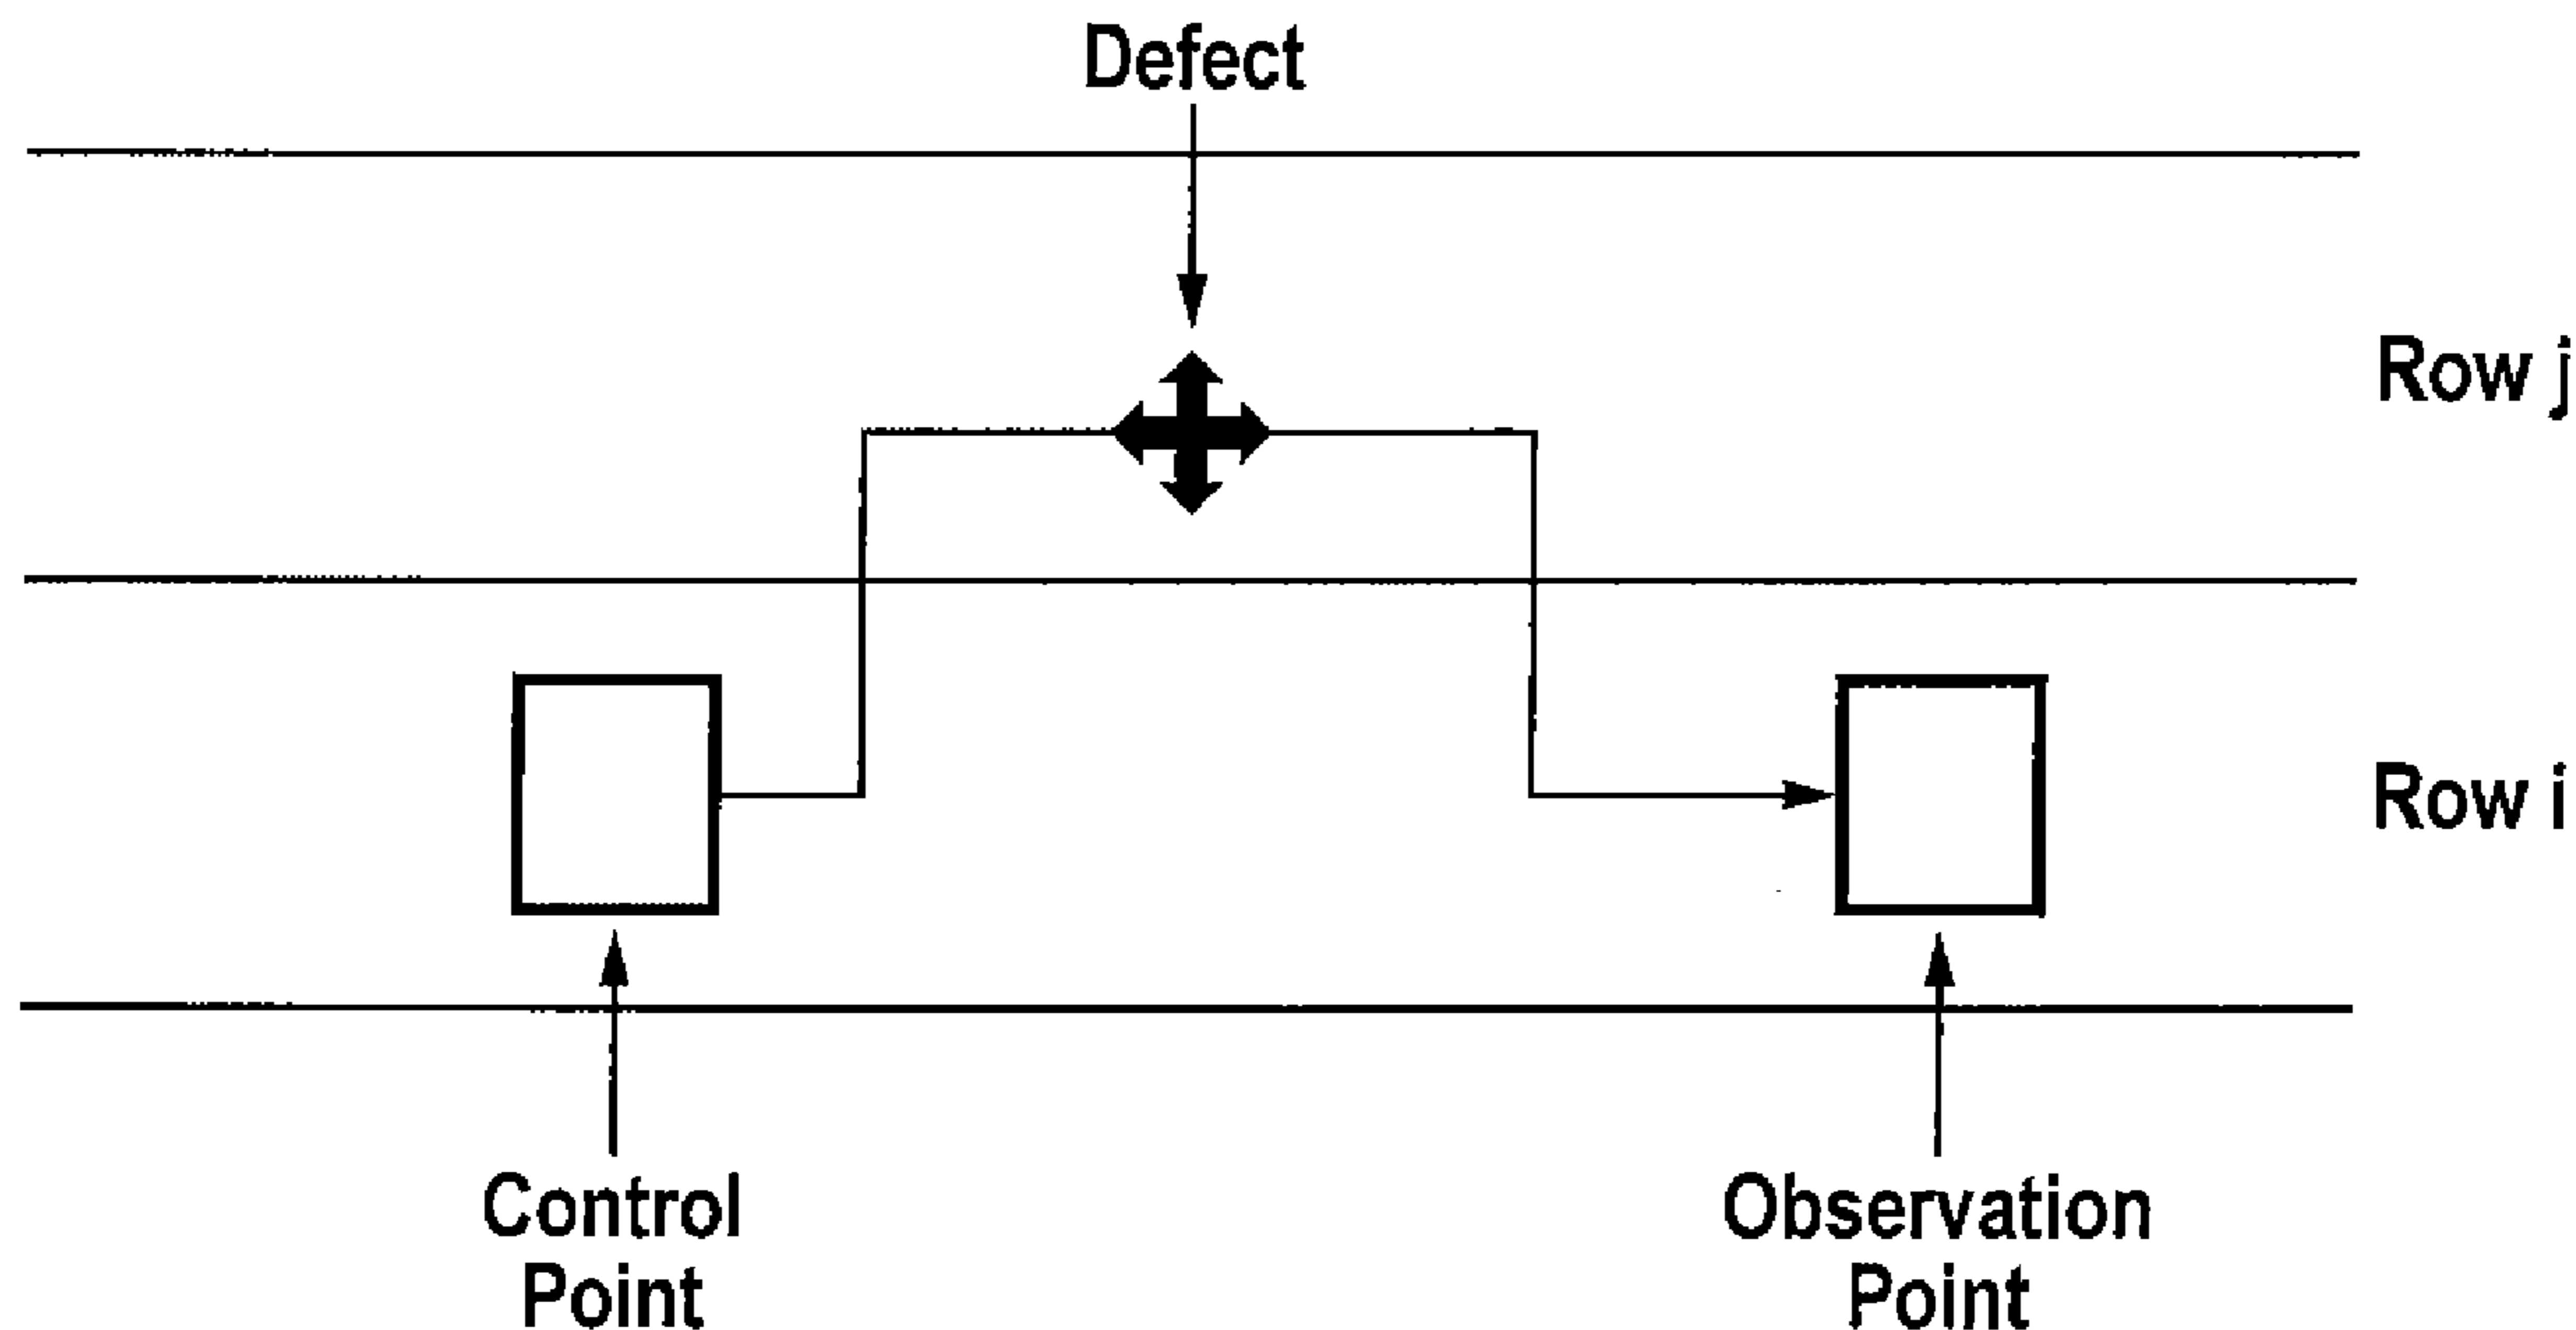 Defect
Row j
Row i
Control
Point
Observation
Point